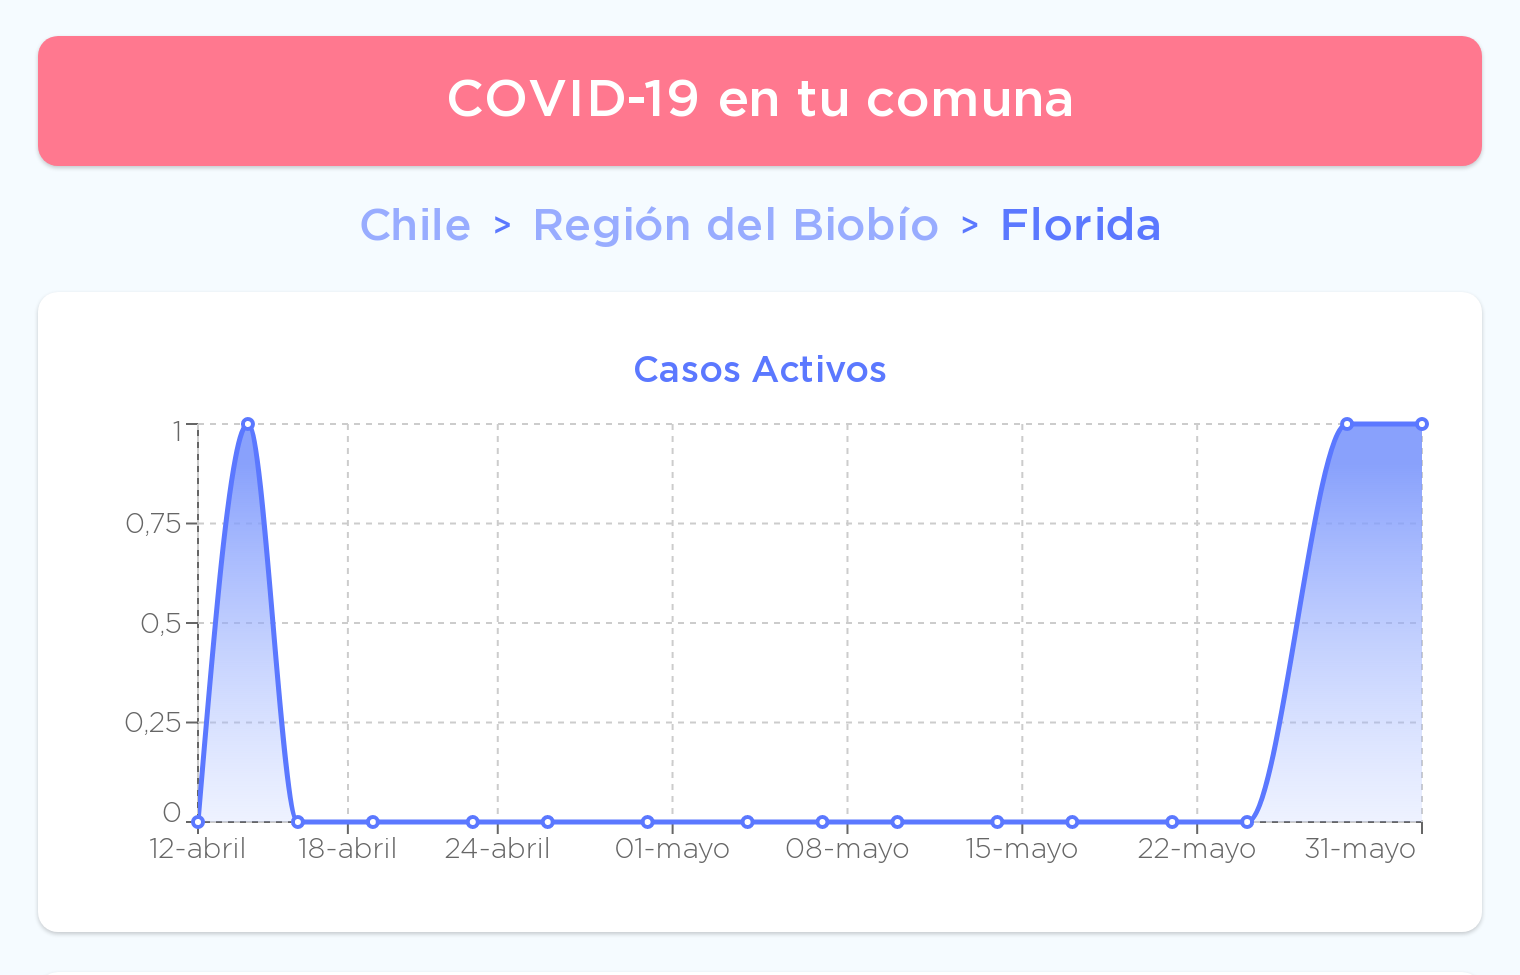 COVID-19 en tu comuna
Chile > Región del Biobío > Florida
Casos Activos
1
0,75
0,5
0,25
0
12-abril 18-abril 24-abril 01-mayo 08-mayo 15-mayo 22-mayo 31-mayo